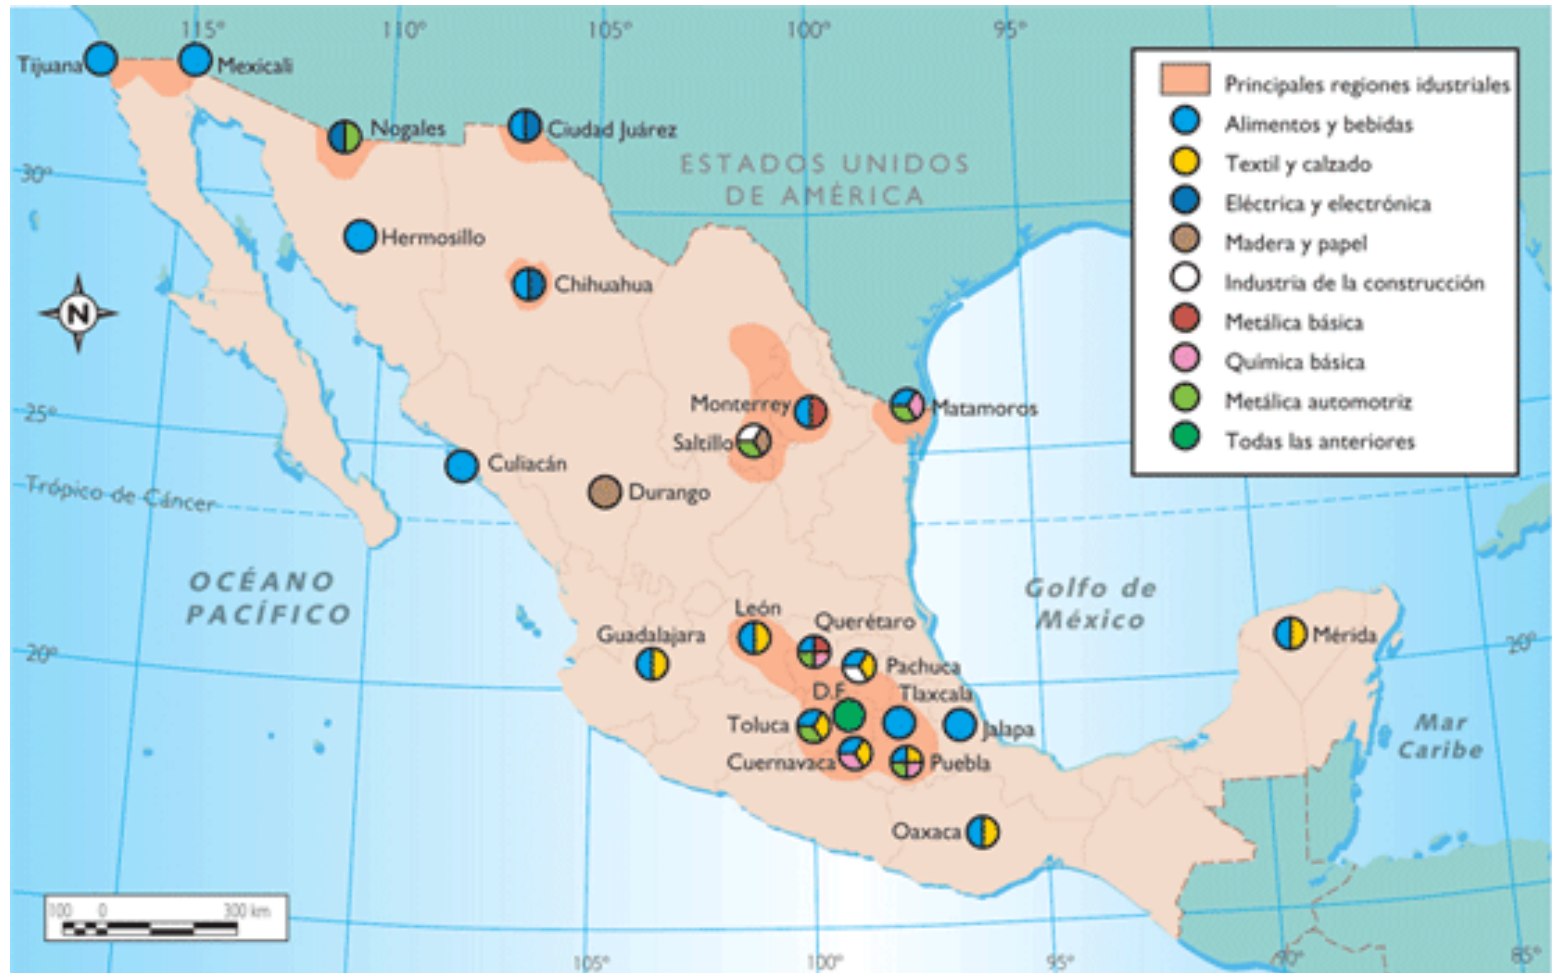 115°
110°
105°
100°
95°
Tijuana
Mexicali
Nogales
Ciudad Juárez
ESTADOS UNIDOS
DE AMÉRICA
30°
Hermosillo
Chihuahua
N
Principales regiones idustriales
Alimentos y bebidas
Textil y calzado
Eléctrica y electrónica
Madera y papel
Industria de la construcción
Metálica básica
Química básica
Metálica automotriz
Todas las anteriores
Monterrey
Matamoros
25°
Saltillo
Culiacán
Durango
Trópico de Cáncer
OCÉANO
PACÍFICO
Golfo de
México
León
Querétaro
Guadalajara
Mérida
20°
20°
Pachuca
D.F.
Tlaxcala
Toluca
Jalapa
Mar
Caribe
Cuernavaca
Puebla
Oaxaca
100 0 300 km
105°
100°
95°
90°
85°